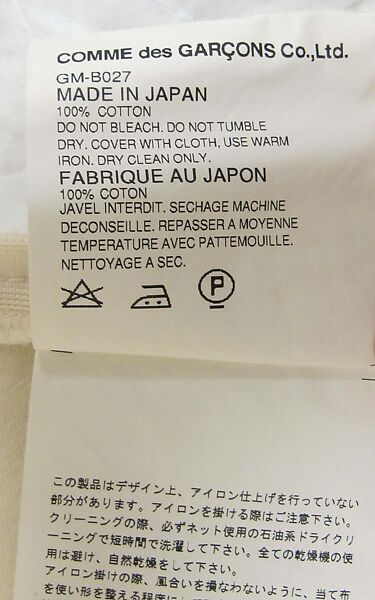 COMME des GARÇONS Co.,Ltd.
GM-B027
MADE IN JAPAN
100% COTTON
DO NOT BLEACH. DO NOT TUMBLE
DRY. COVER WITH CLOTH, USE WARM
IRON. DRY CLEAN ONLY.
FABRIQUE AU JAPON
100% COTON
JAVEL INTERDIT. SECHAGE MACHINE
DECONSEILLE. REPASSER A MOYENNE
TEMPERATURE AVEC PATTEMOUILLE.
NETTOYAGE A SEC.
P
この製品はデザイン上、アイロン仕上げを行っていない
部分があります。アイロンを掛ける際はご注意下さい。
クリーニングの際、必ずネット使用の石油系ドライクリ
ーニングで短時間で洗濯して下さい。全ての乾燥機の使
用は避け、自然乾燥をして下さい。
アイロン掛けの際、風合いを損なわないように、当て布
を使い形を整える程度に